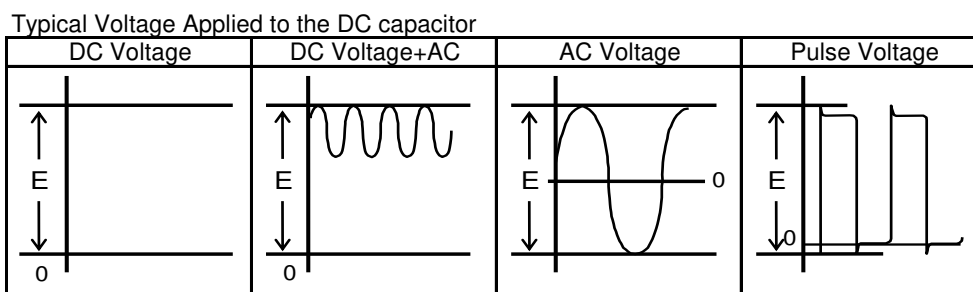 Typical Voltage Applied to the DC capacitor
DC Voltage DC Voltage+AC AC Voltage Pulse Voltage
E E E 0 E
0
0 0